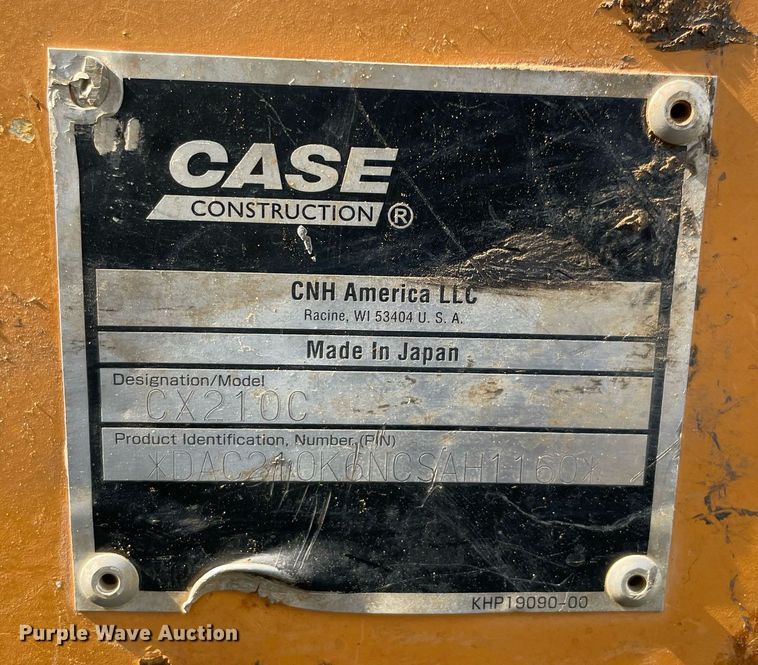 CASE
CONSTRUCTION ®
CNH America LLC
Racine, WI 53404 U. S. A.
Made In Japan
Designation/Model
CX210C
Product Identification, Number, (PIN)
*DAC210K6NCSAH1160*
KHP19090-00
Purple Wave Auction